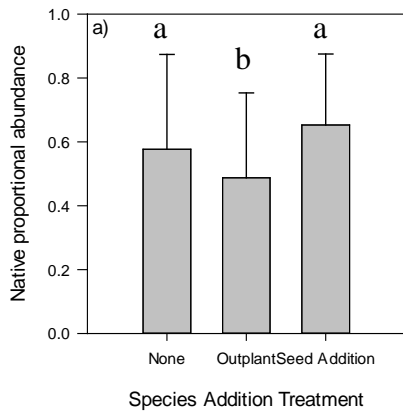 a)
a
b
a
1.0
0.8
0.6
0.4
0.2
0.0
Native proportional abundance
None Outplant Seed Addition
Species Addition Treatment